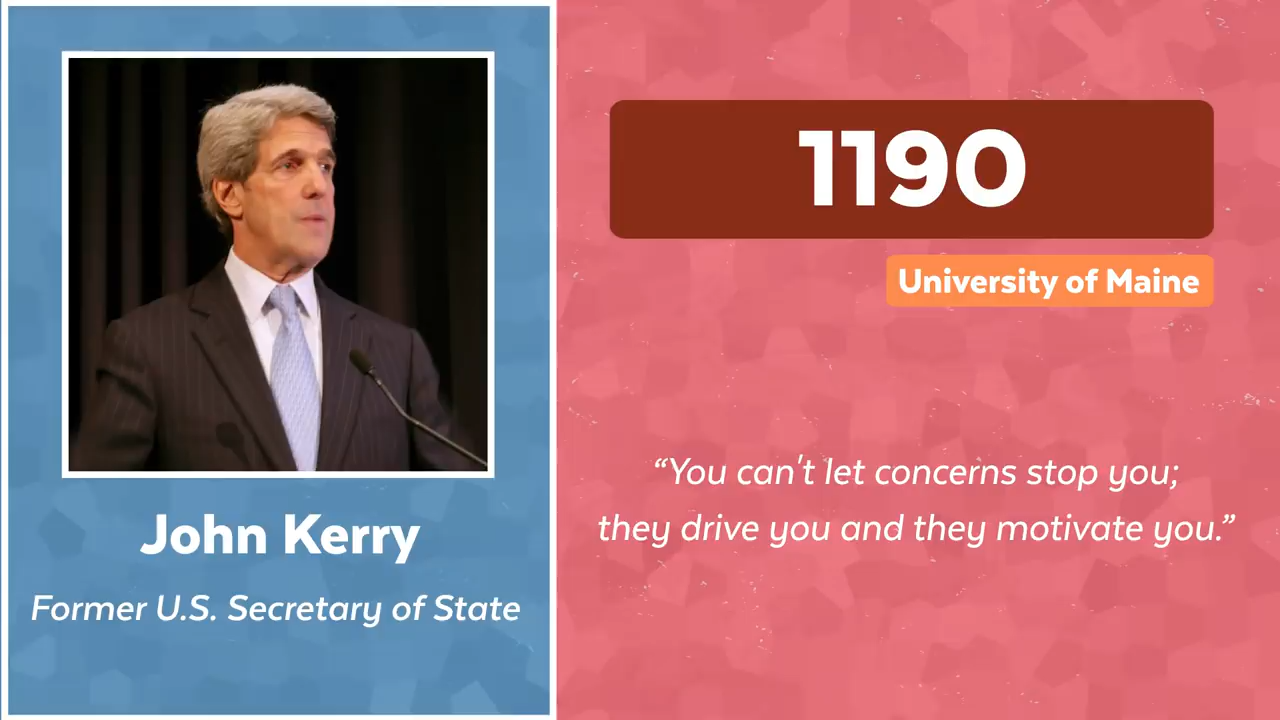 John Kerry
Former U.S. Secretary of State
1190
University of Maine
“You can't let concerns stop you;
they drive you and they motivate you.”